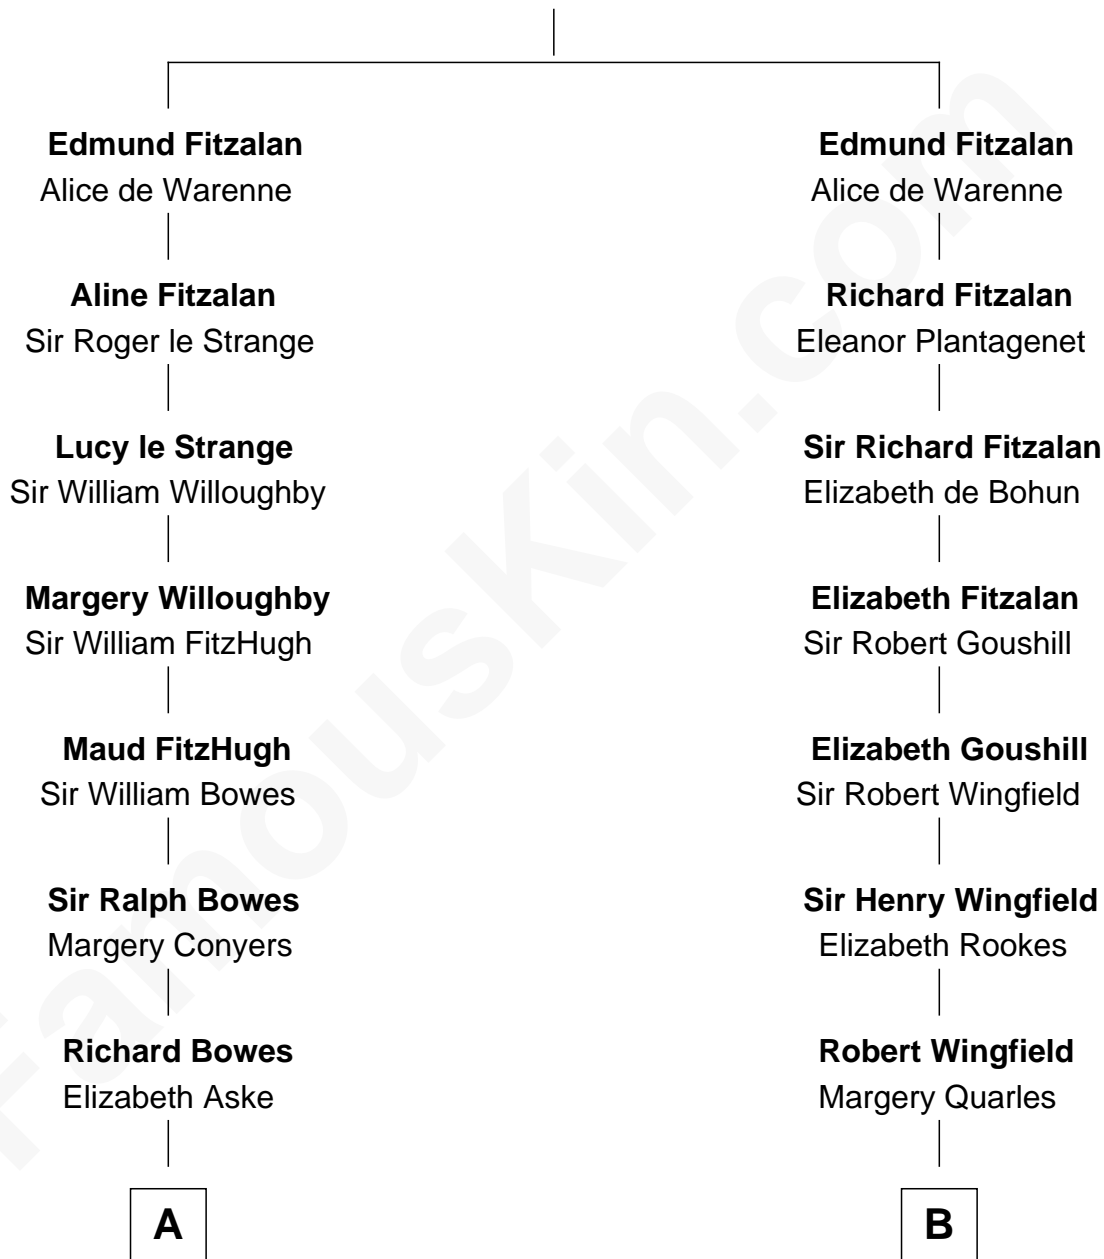 Edmund Fitzalan
Alice de Warenne
Aline Fitzalan
Sir Roger le Strange
Lucy le Strange
Sir William Willoughby
Margery Willoughby
Sir William FitzHugh
Maud FitzHugh
Sir William Bowes
Sir Ralph Bowes
Margery Conyers
Richard Bowes
Elizabeth Aske
A
Edmund Fitzalan
Alice de Warenne
Richard Fitzalan
Eleanor Plantagenet
Sir Richard Fitzalan
Elizabeth de Bohun
Elizabeth Fitzalan
Sir Robert Goushill
Elizabeth Goushill
Sir Robert Wingfield
Sir Henry Wingfield
Elizabeth Rookes
Robert Wingfield
Margery Quarles
B
FamousKin.com